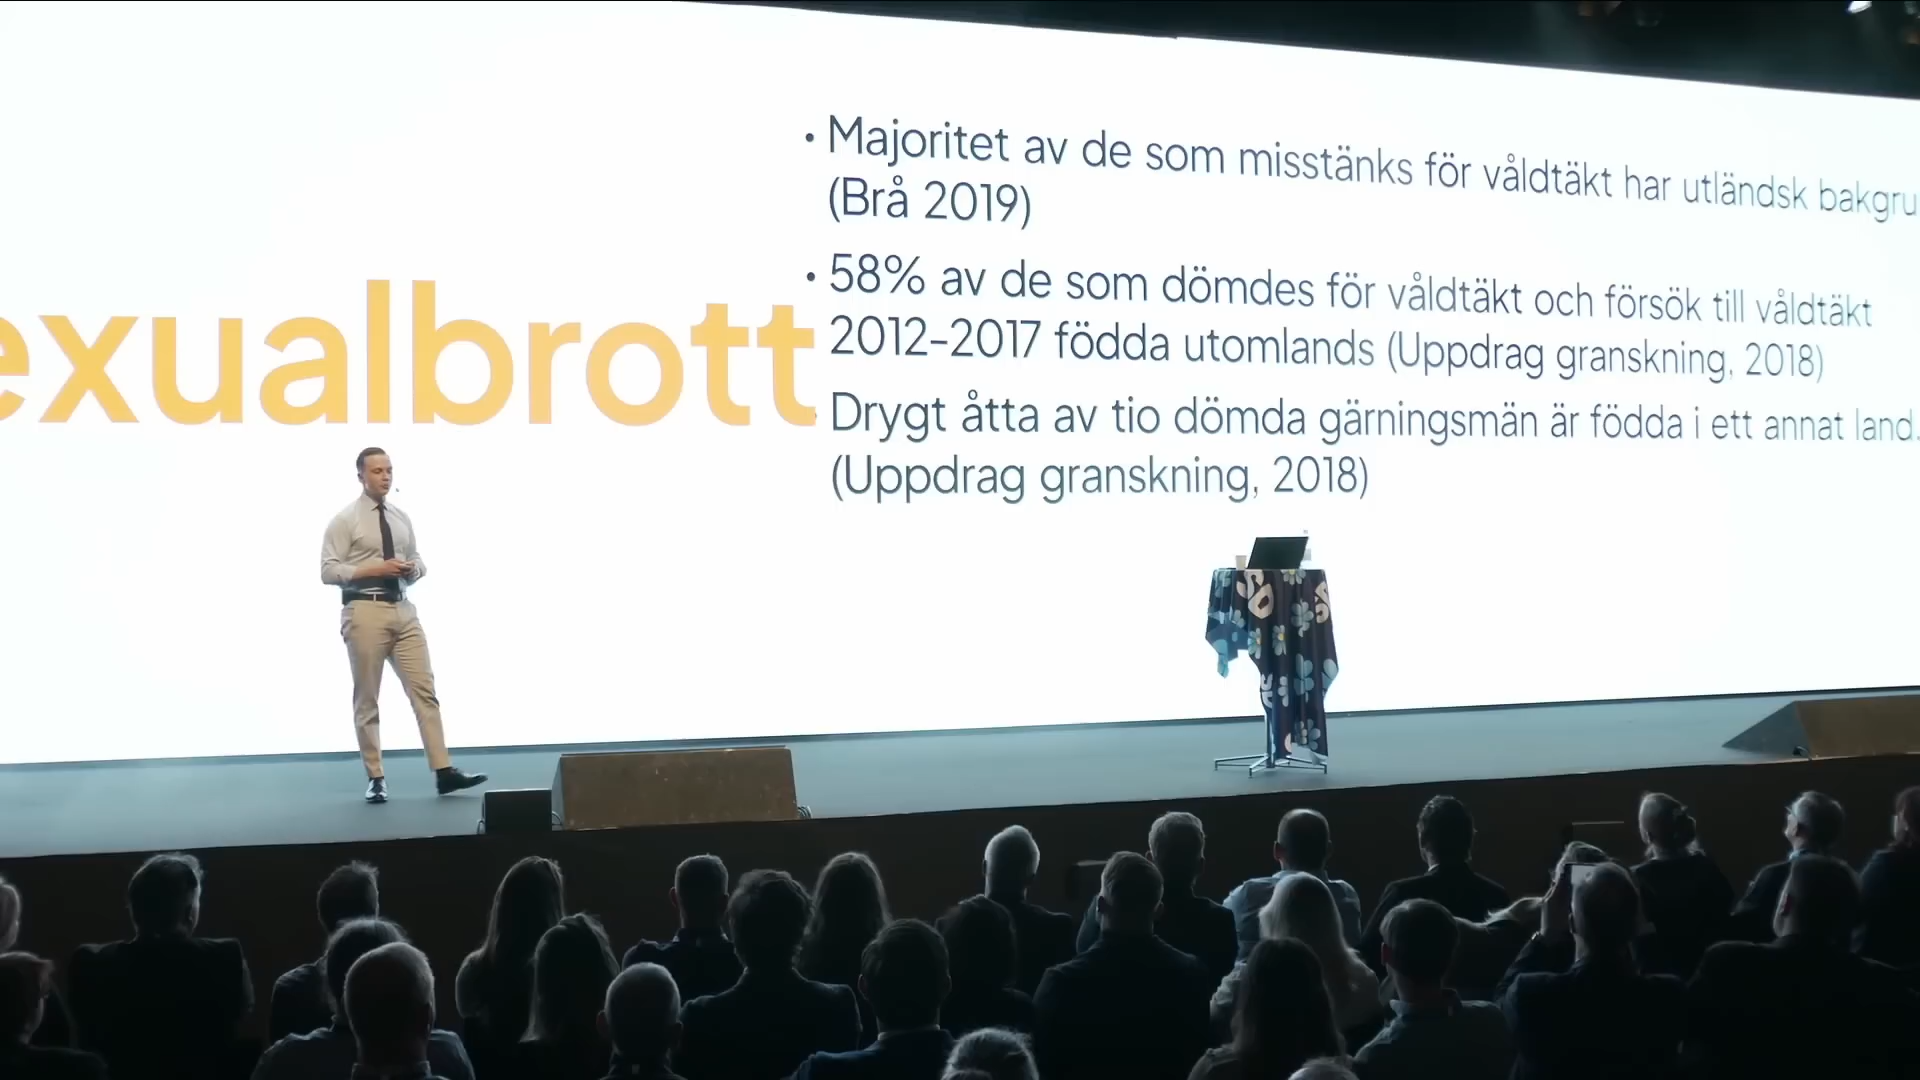 exualbrott
• Majoritet av de som misstänks för våldtäkt har utländsk bakgru
(Brå 2019)
• 58% av de som dömdes för våldtäkt och försök till våldtäkt
2012-2017 födda utomlands (Uppdrag granskning, 2018)
Drygt åtta av tio dömda gärningsmän är födda i ett annat land.
(Uppdrag granskning, 2018)
SD
SD